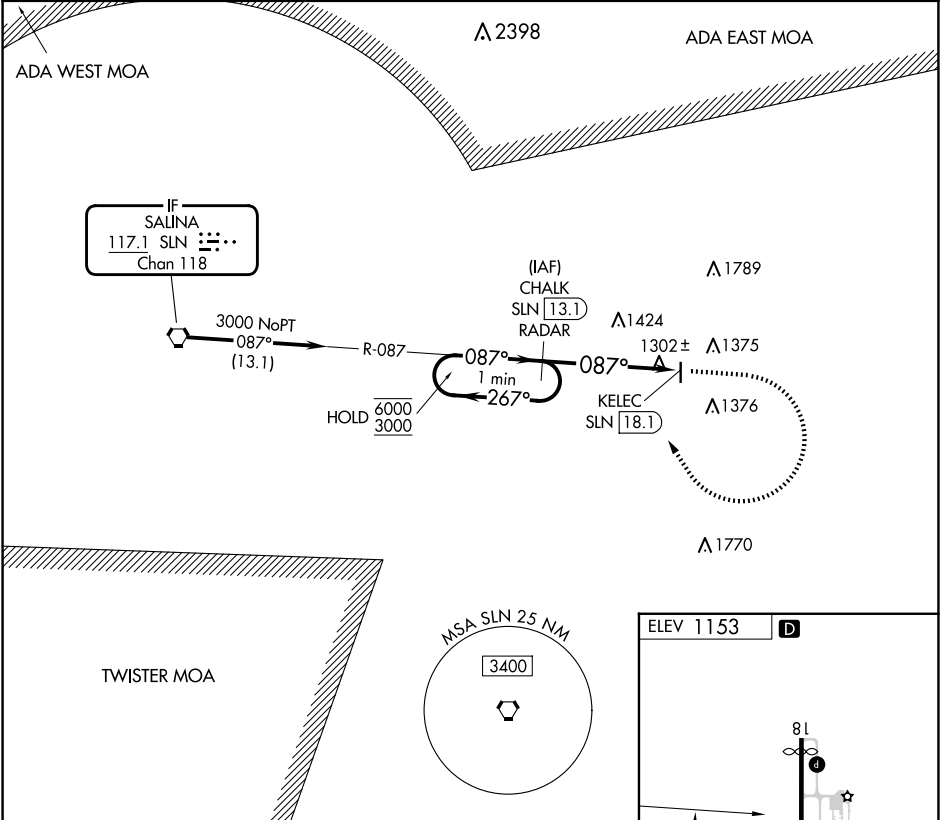 2398
ADA EAST MOA
ADA WEST MOA
IF
SALINA
117.1 SLN
Chan 118
(IAF)
CHALK
SLN 13.1
RADAR
1789
1424
3000 NoPT
087°
(13.1)
R-087
087°
1 min
267°
087°
1302 ±
1375
HOLD 6000
3000
KELEC
SLN 18.1
1376
1770
TWISTER MOA
MSA SLN 25 NM
3400
ELEV 1153
D
18
P